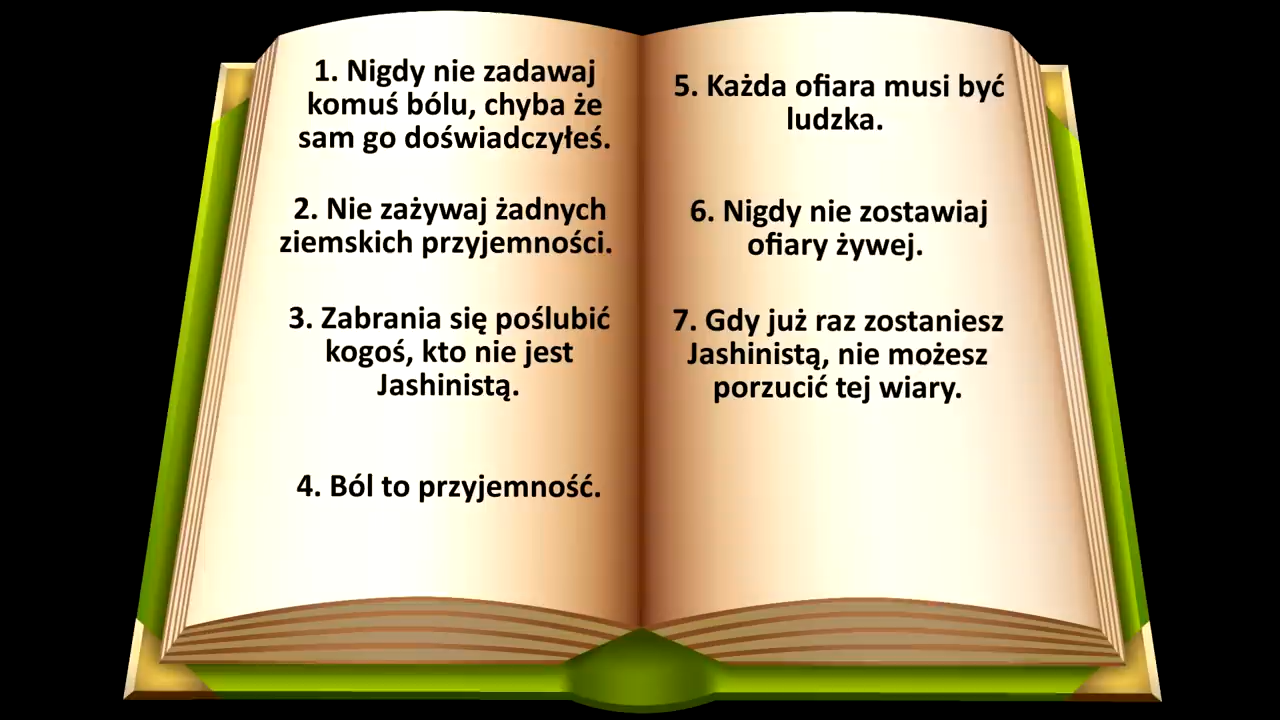 1. Nigdy nie zadawaj
komuś bólu, chyba że
sam go doświadczyłeś.
2. Nie zażywaj żadnych
ziemskich przyjemności.
3. Zabrania się poślubić
kogoś, kto nie jest
Jashinistą.
4. Ból to przyjemność.
5. Każda ofiara musi być
ludzka.
6. Nigdy nie zostawiaj
ofiary żywej.
7. Gdy już raz zostaniesz
Jashinistą, nie możesz
porzucić tej wiary.